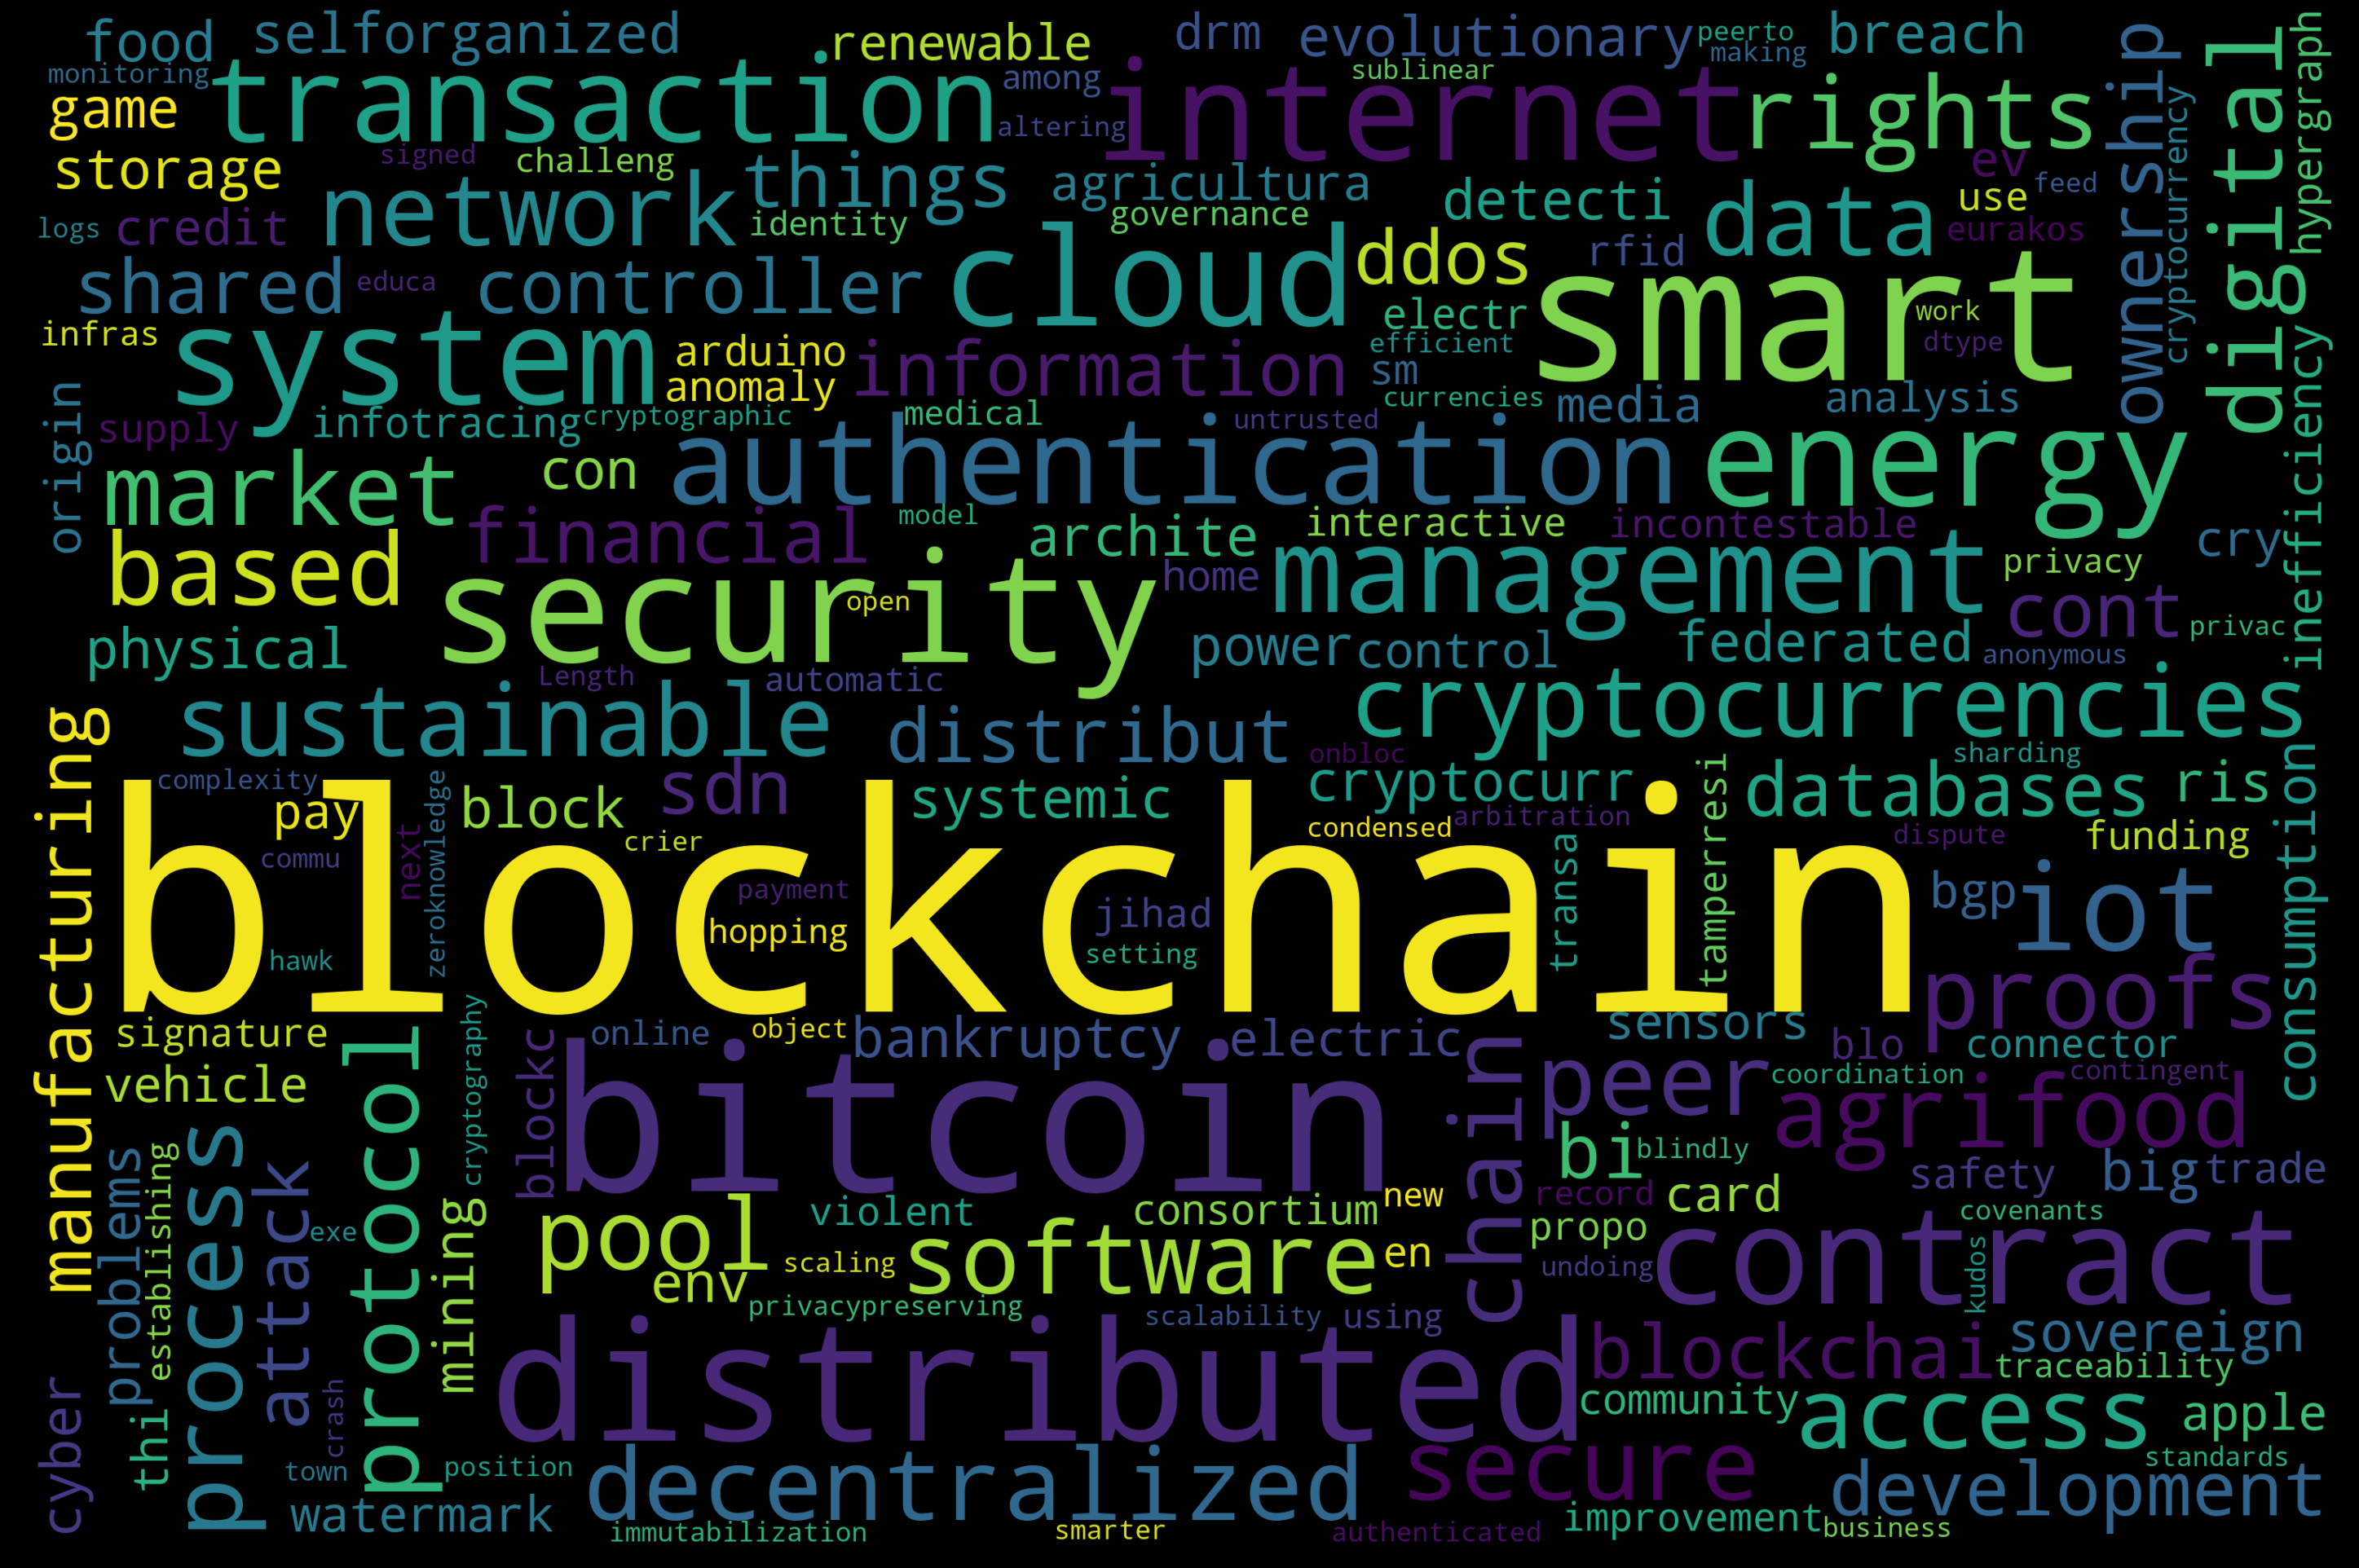 food
selforganized
renewable
drm
evolutionary
peerto
making
breach
ownership
digital
hypergraph
monitoring
transaction
among
internet
sublinear
rights
cryptocurrency
game
altering
storage
signed
challeng
things
agricultura
detecti
data
ev
use
feed
logs
credit
network
identity
governance
cloud
ddos
rfid
eurakos
shared
educa
controller
smart
electr
work
infras
system
arduino
information
efficient
dtype
anomaly
sm
currencies
media
analysis
inefficiency
origin
supply
infotracing
cryptographic
medical
untrusted
authentication
energy
market
con
financial
model
archite
interactive
incontestable
cry
based
security
open
home
management
privacy
cont
physical
power
control
federated
anonymous
privac
Length
automatic
sustainable
distribut
cryptocurrencies
manufacturing
complexity
zeroknowledge
sdn
systemic
onbloc
cryptocurr
tamperresi
sharding
databases
ris
consumption
pay
block
next
commu
crier
condensed
arbitration
dispute
funding
blockchain
payment
hopping
jihad
transa
bgp
iot
hawk
setting
proofs
signature
cryptography
blockc
online
object
bankruptcy
electric
chain
sensors
blo
connector
vehicle
protocol
bitcoin
peer
coordination
contingent
agrifood
process
problems
establishing
attack
bi
blindly
safety
big
trade
mining
pool
violent
consortium
new
record
card
exe
software
en
propo
covenants
contract
env
scaling
undoing
kudos
privacypreserving
scalability
using
distributed
blockchai
sovereign
traceability
cyber
thi
crash
community
access
apple
town
position
decentralized
secure
standards
watermark
development
immutabilization
smarter
authenticated
improvement
business